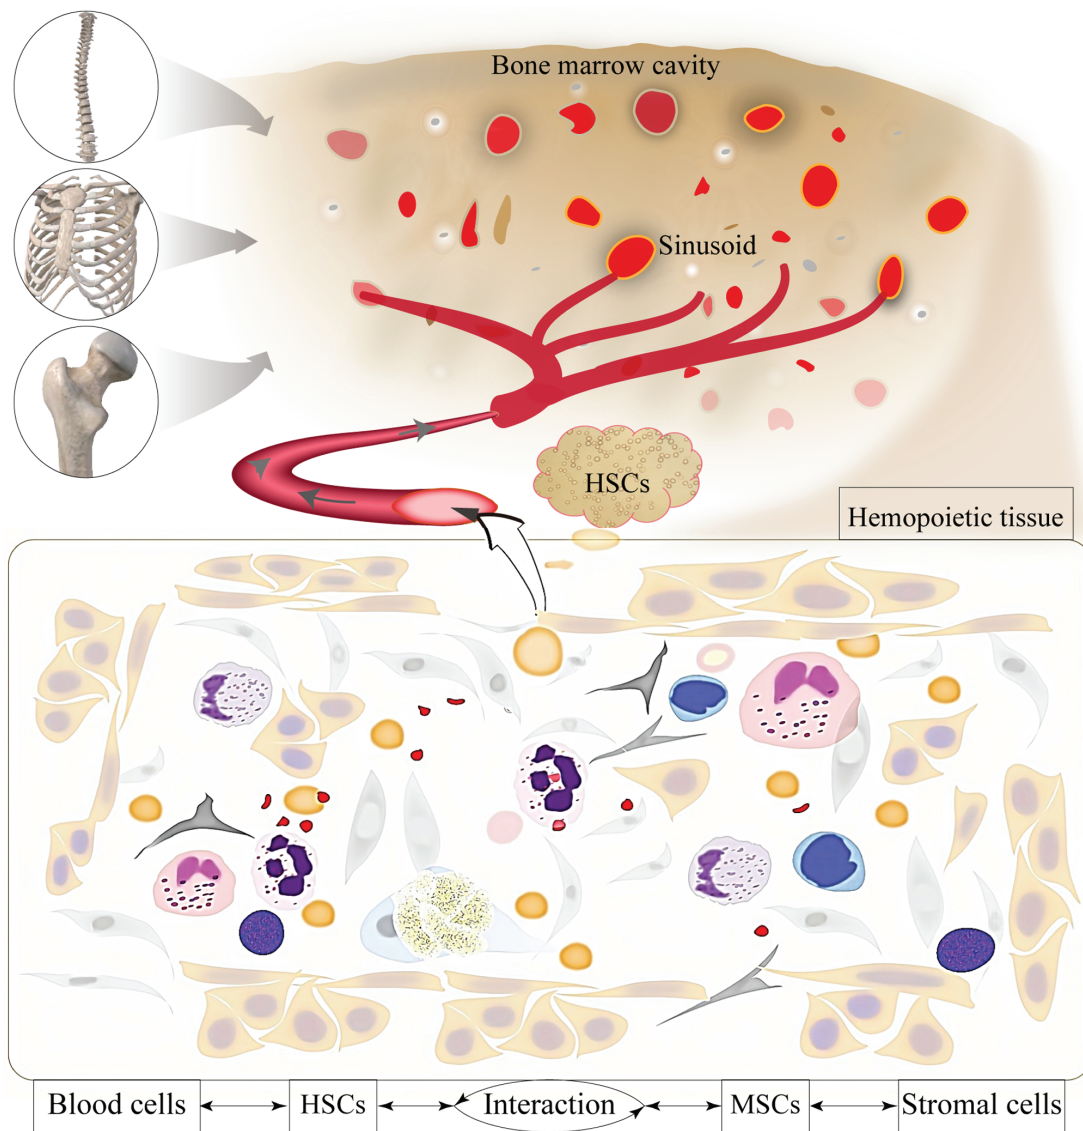 Bone marrow cavity
Sinusoid
HSCs
Hemopoietic tissue
Blood cells
HSCs
Interaction
MSCs
Stromal cells